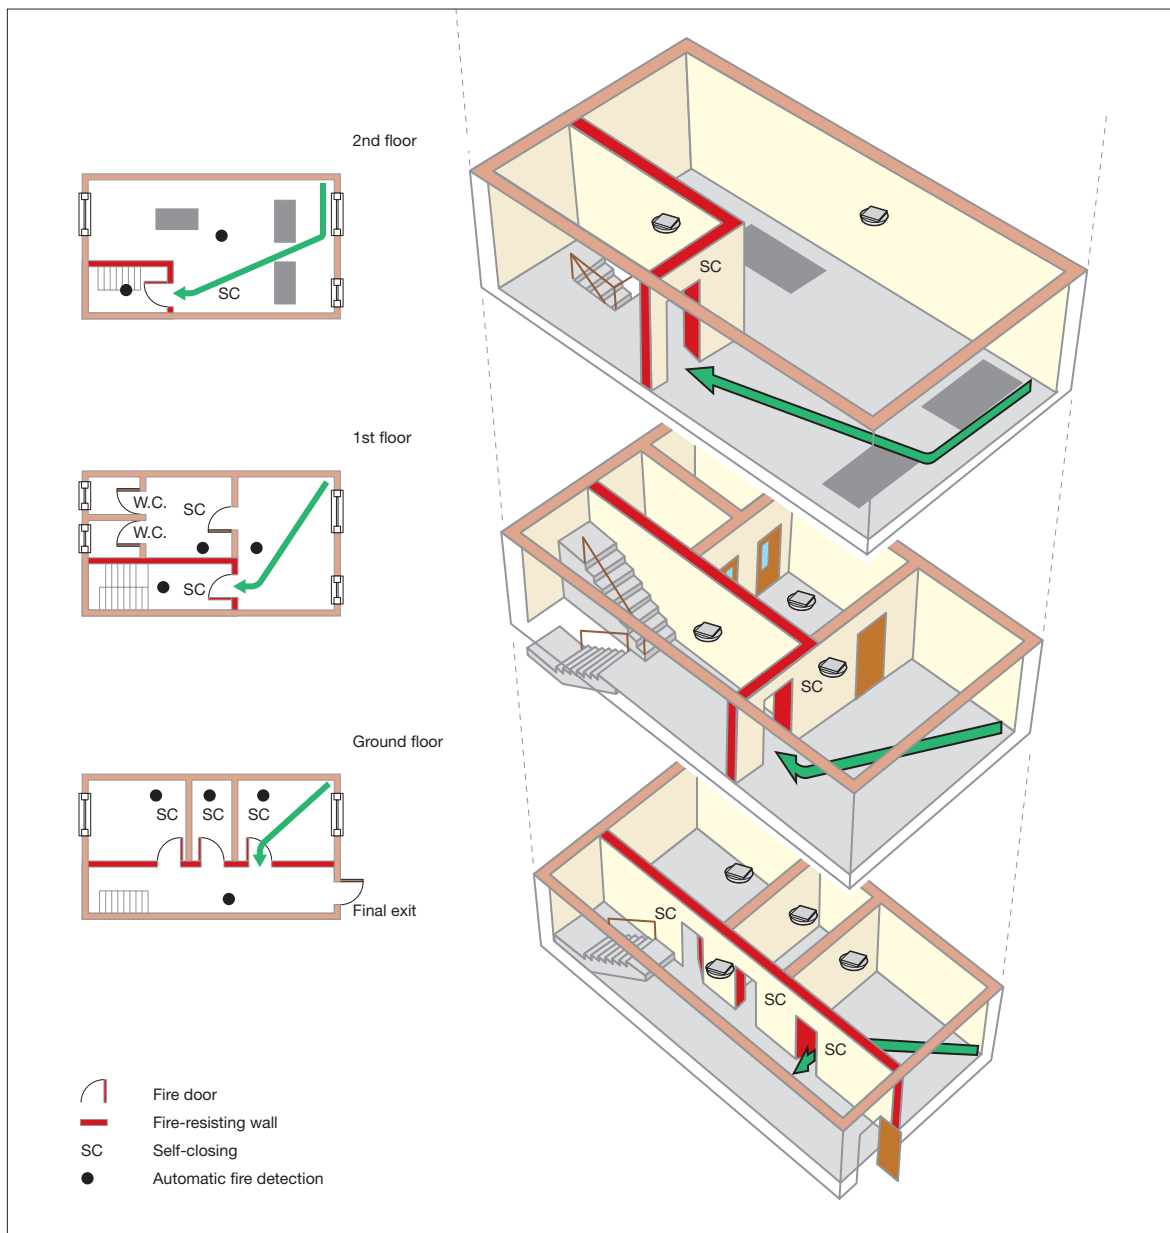 2nd floor
SC
SC
1st floor
W.C.
SC
W.C.
SC
SC
Ground floor
SC
SC
SC
Final exit
SC
SC
SC
Fire door
Fire-resisting wall
SC
Self-closing
Automatic fire detection